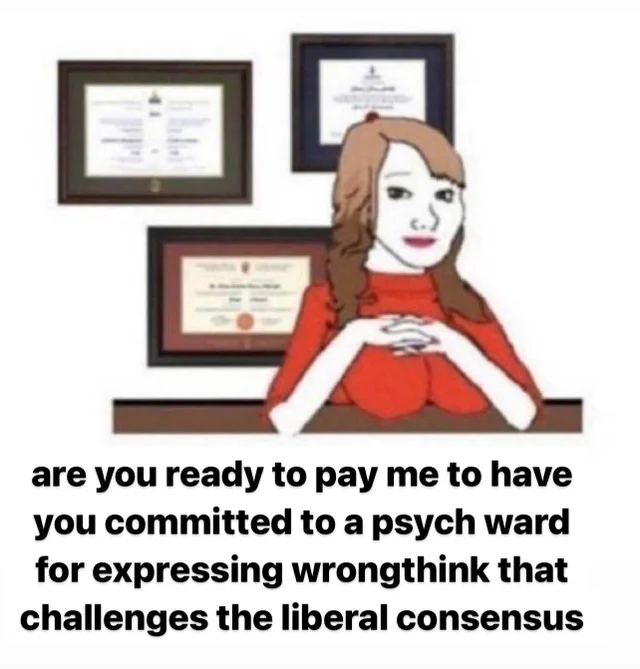 are you ready to pay me to have
you committed to a psych ward
for expressing wrongthink that
challenges the liberal consensus